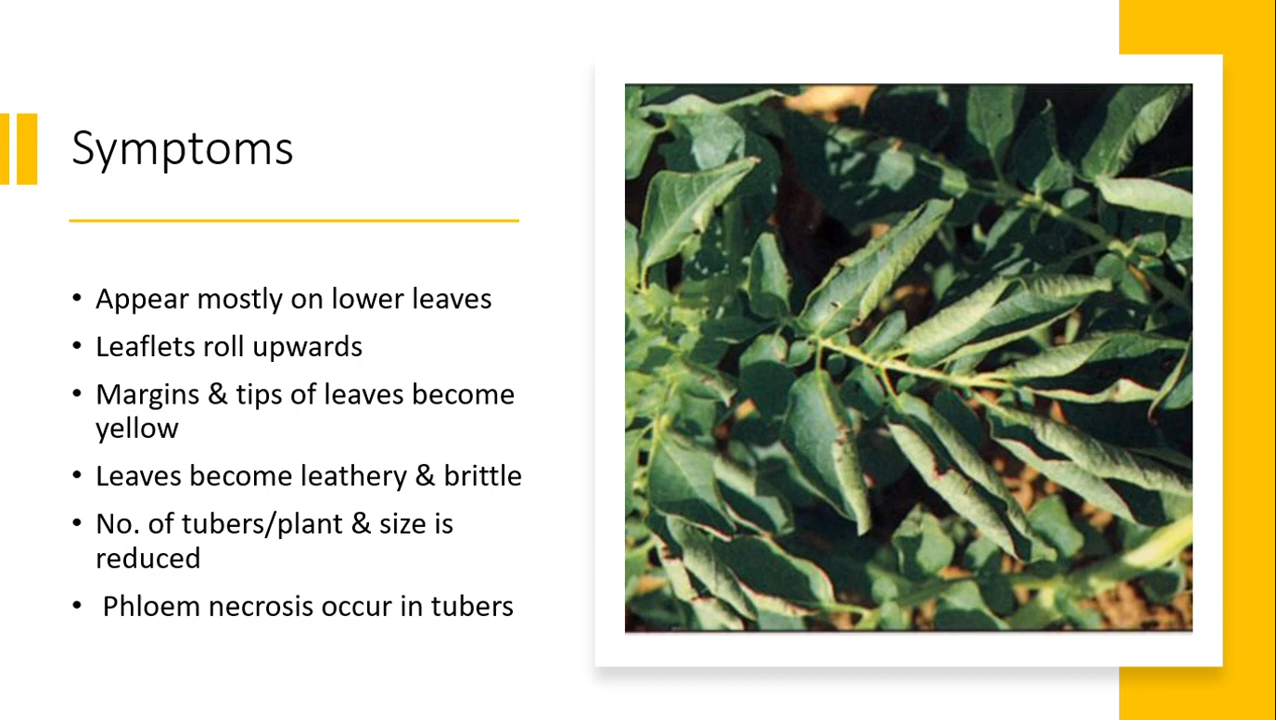 Symptoms
• Appear mostly on lower leaves
• Leaflets roll upwards
• Margins & tips of leaves become
yellow
• Leaves become leathery & brittle
• No. of tubers/plant & size is
reduced
• Phloem necrosis occur in tubers